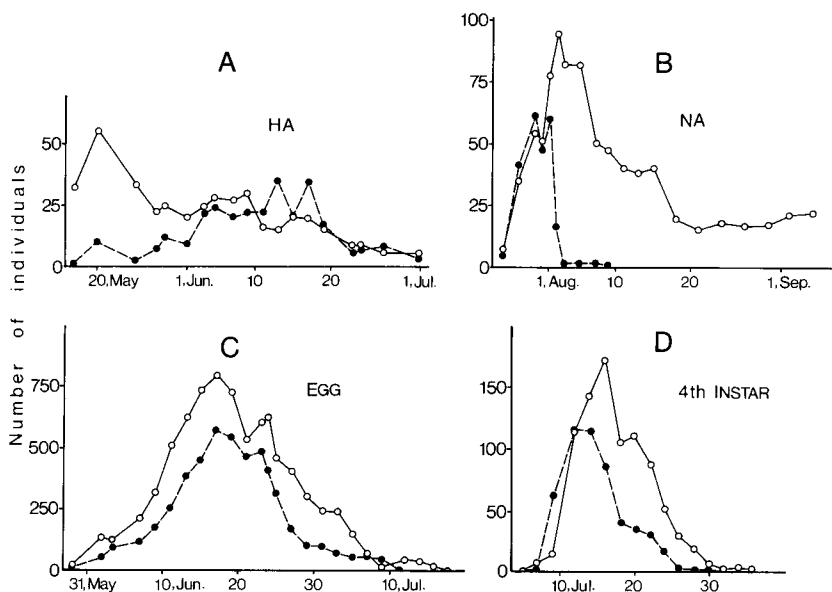 Number of individuals
A
HA
50
25
0
20,May
1,Jun.
10
20
1,Jul.
B
NA
100
75
50
25
0
1,Aug.
10
20
1,Sep.
C
EGG
750
500
250
0
31,May
10,Jun.
20
30
10,Jul.
D
4th INSTAR
150
100
50
0
10,Jul.
20
30